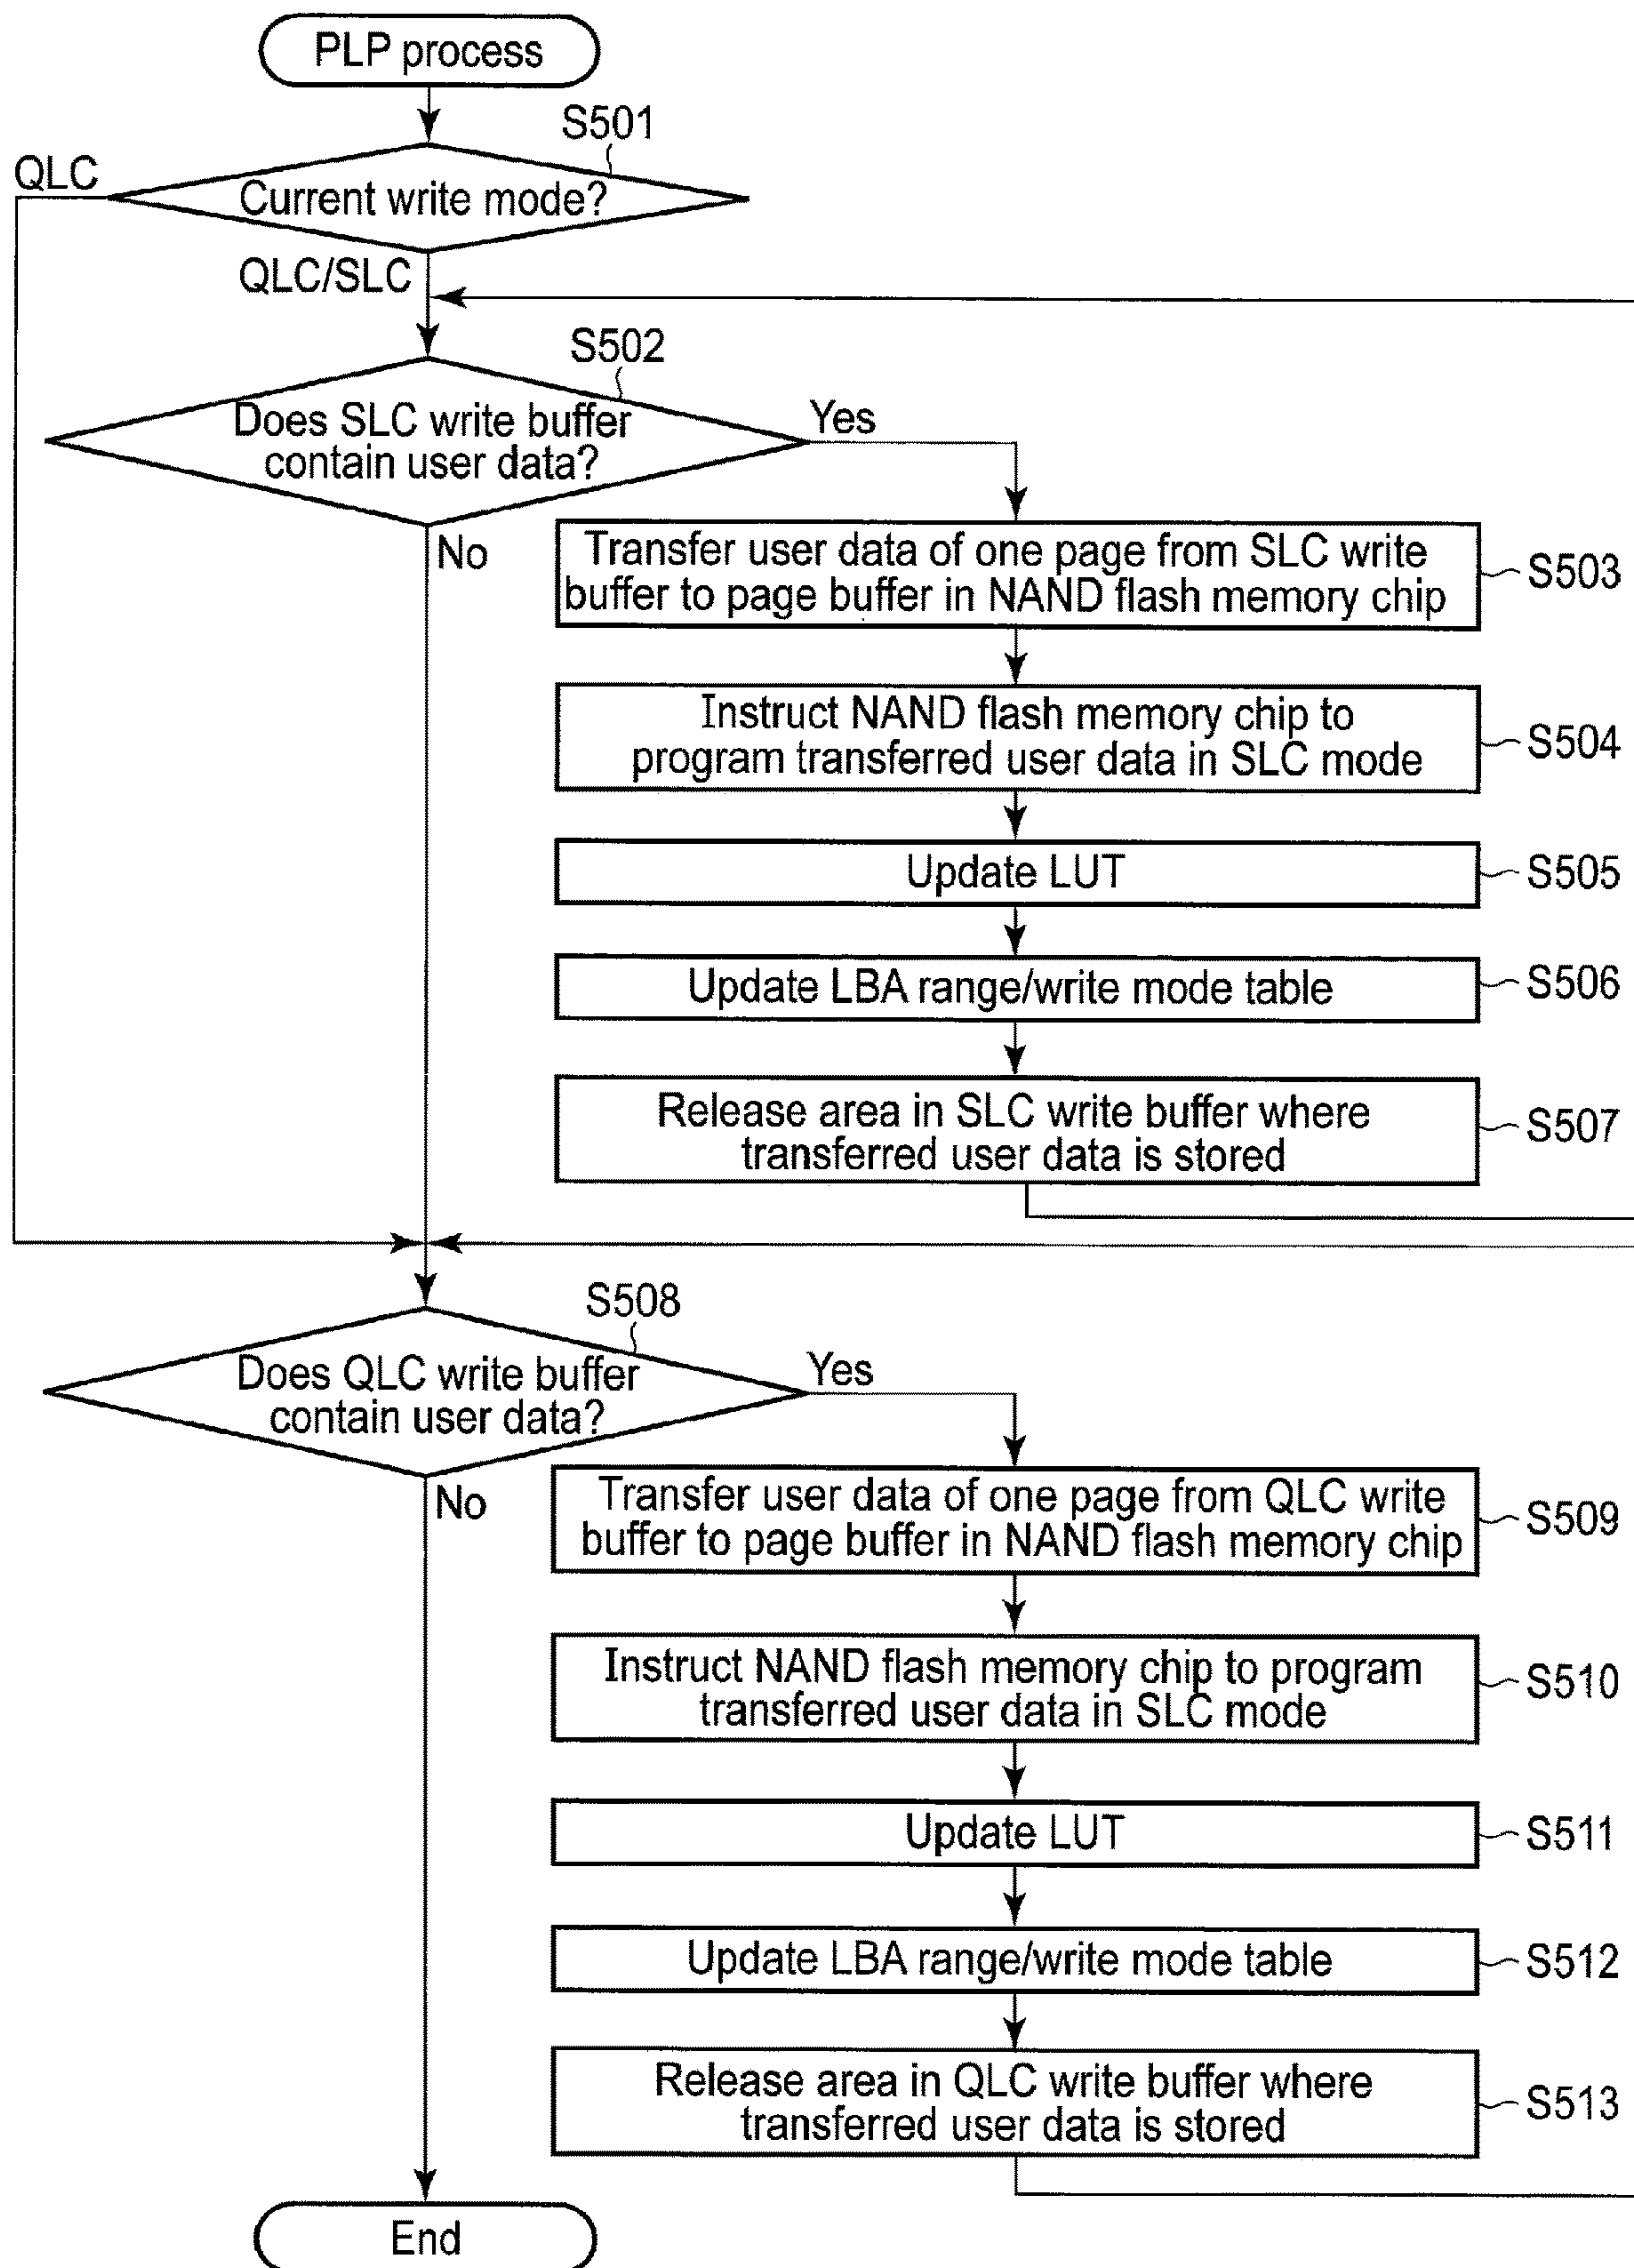 PLP process
S501
QLC
Current write mode?
QLC/SLC
S502
Does SLC write buffer
contain user data?
Yes
No
Transfer user data of one page from SLC write
buffer to page buffer in NAND flash memory chip
S503
Instruct NAND flash memory chip to
program transferred user data in SLC mode
S504
Update LUT
S505
Update LBA range/write mode table
S506
Release area in SLC write buffer where
transferred user data is stored
S507
S508
Does QLC write buffer
contain user data?
Yes
No
Transfer user data of one page from QLC write
buffer to page buffer in NAND flash memory chip
S509
Instruct NAND flash memory chip to program
transferred user data in SLC mode
S510
Update LUT
S511
Update LBA range/write mode table
S512
Release area in QLC write buffer where
transferred user data is stored
S513
End